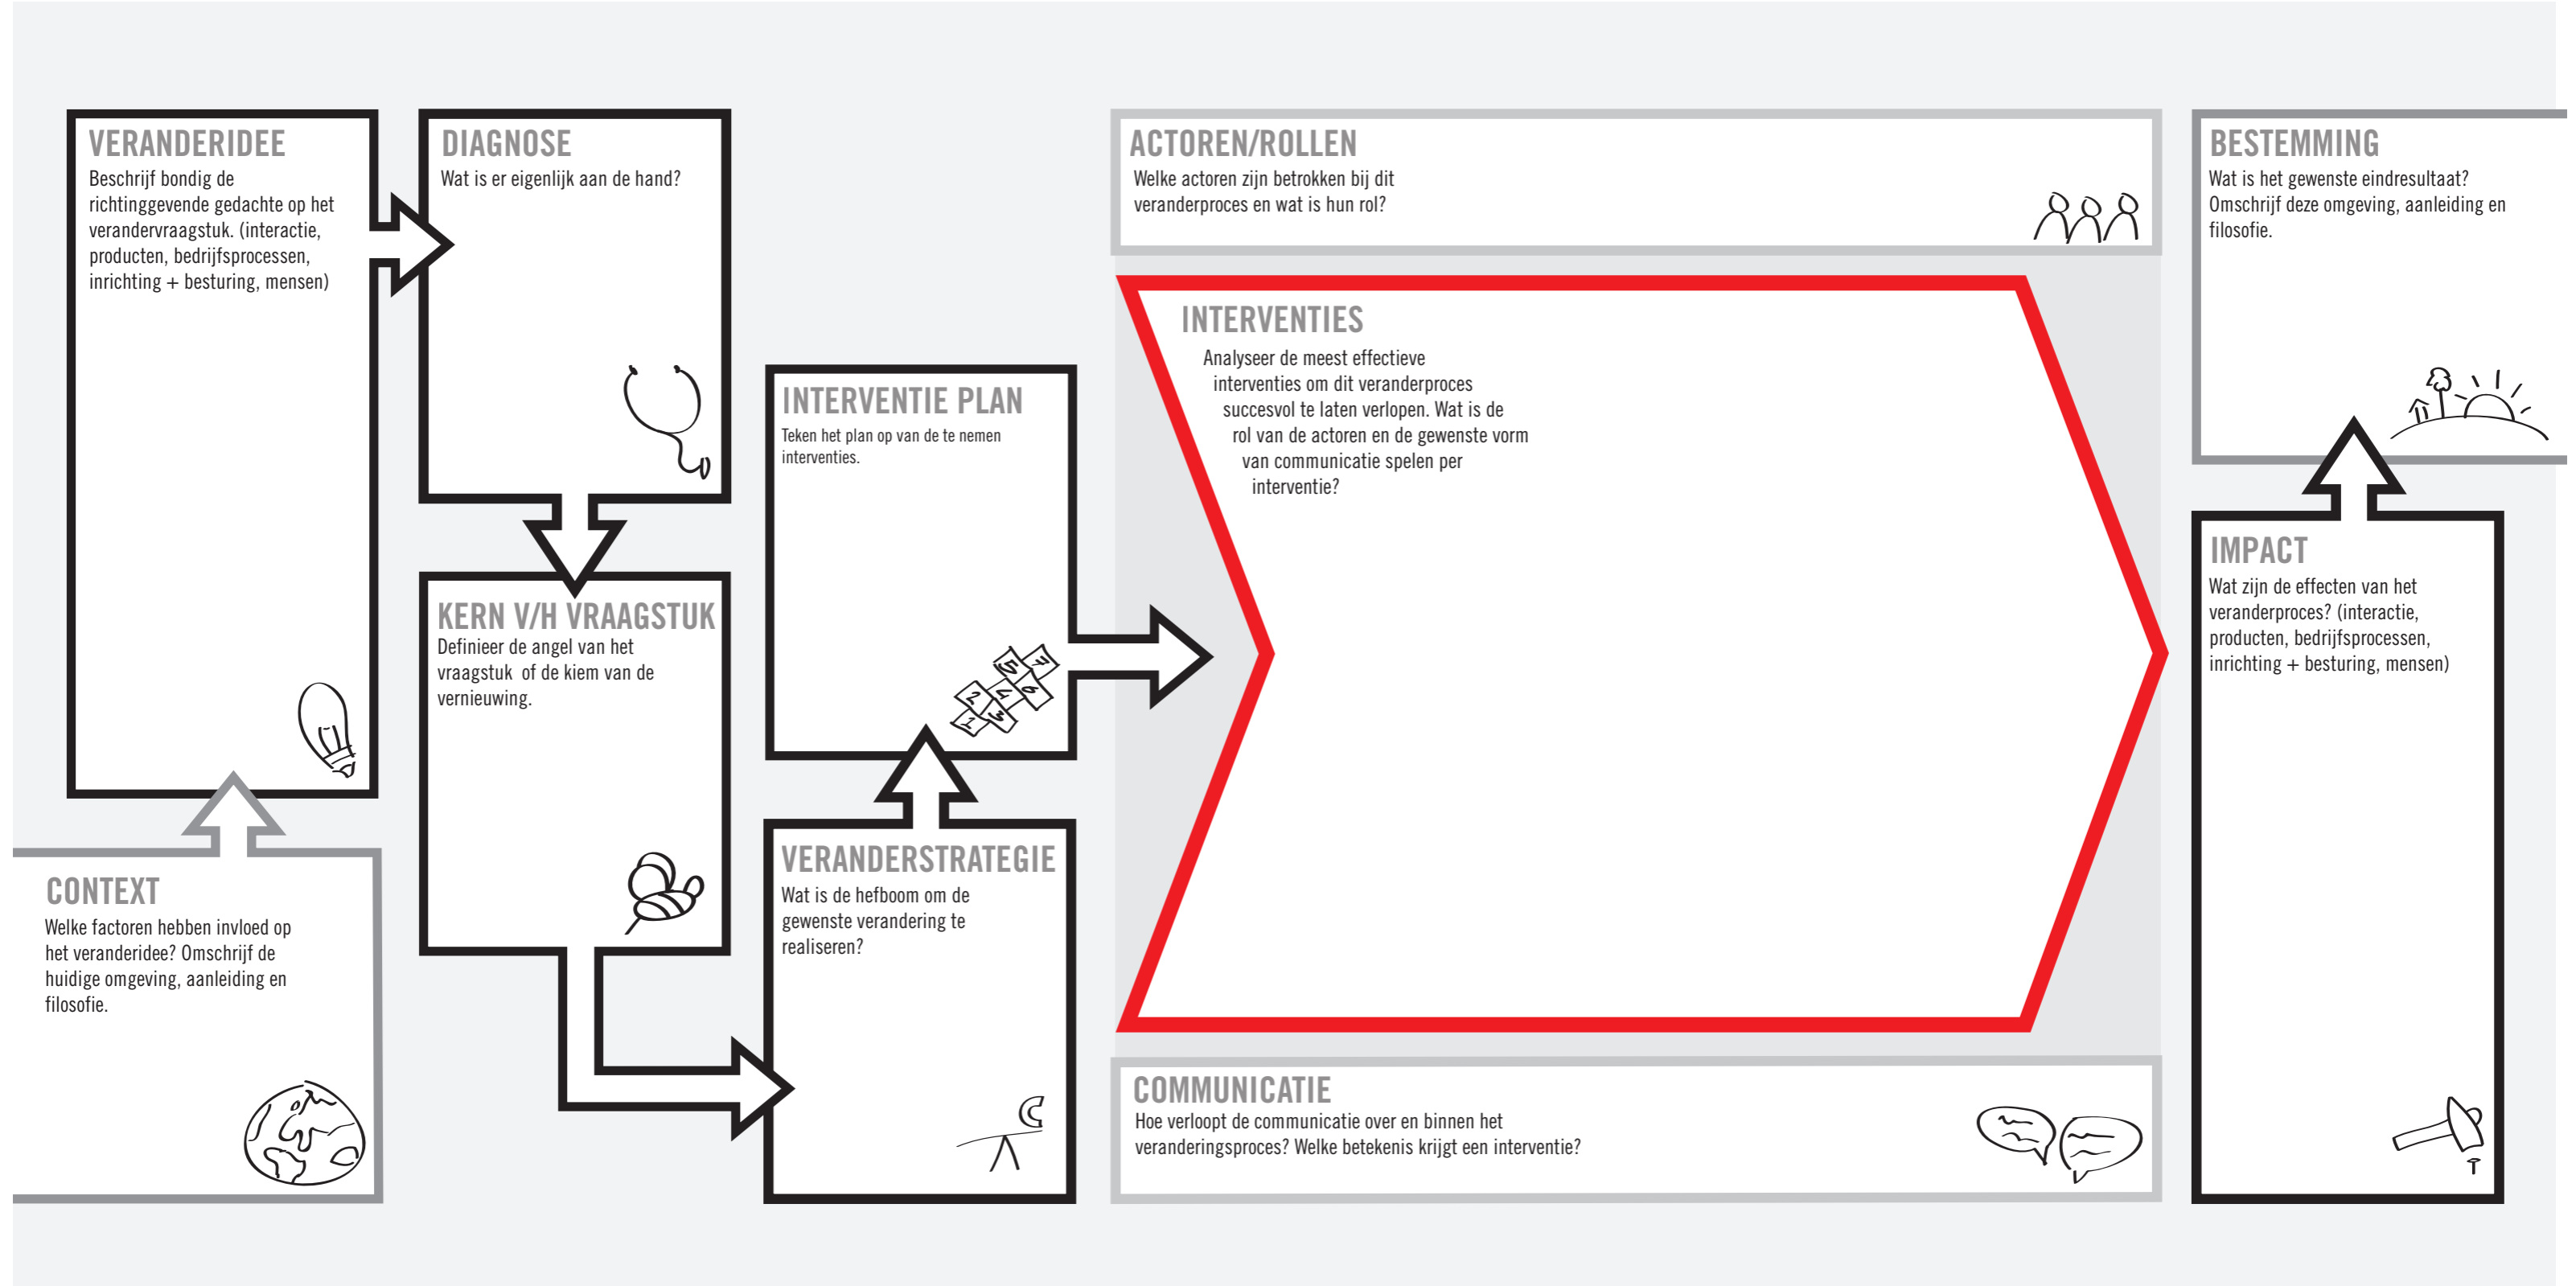 VERANDERIDEE
Beschrijf bondig de
richtinggevende gedachte op het
verandervraagstuk. (interactie,
producten, bedrijfsprocessen,
inrichting + besturing, mensen)
CONTEXT
Welke factoren hebben invloed op
het veranderidee? Omschrijf de
huidige omgeving, aanleiding en
filosofie.
DIAGNOSE
Wat is er eigenlijk aan de hand?
KERN V/H VRAAGSTUK
Definieer de angel van het
vraagstuk of de kiem van de
vernieuwing.
INTERVENTIE PLAN
Teken het plan op van de te nemen
interventies.
5 7
2 4 6
1 3
VERANDERSTRATEGIE
Wat is de hefboom om de
gewenste verandering te
realiseren?
ACTOREN/ROLLEN
Welke actoren zijn betrokken bij dit
veranderproces en wat is hun rol?
INTERVENTIES
Analyseer de meest effectieve
interventies om dit veranderproces
succesvol te laten verlopen. Wat is de
rol van de actoren en de gewenste vorm
van communicatie spelen per
interventie?
COMMUNICATIE
Hoe verloopt de communicatie over en binnen het
veranderingsproces? Welke betekenis krijgt een interventie?
BESTEMMING
Wat is het gewenste eindresultaat?
Omschrijf deze omgeving, aanleiding en
filosofie.
IMPACT
Wat zijn de effecten van het
veranderproces? (interactie,
producten, bedrijfsprocessen,
inrichting + besturing, mensen)